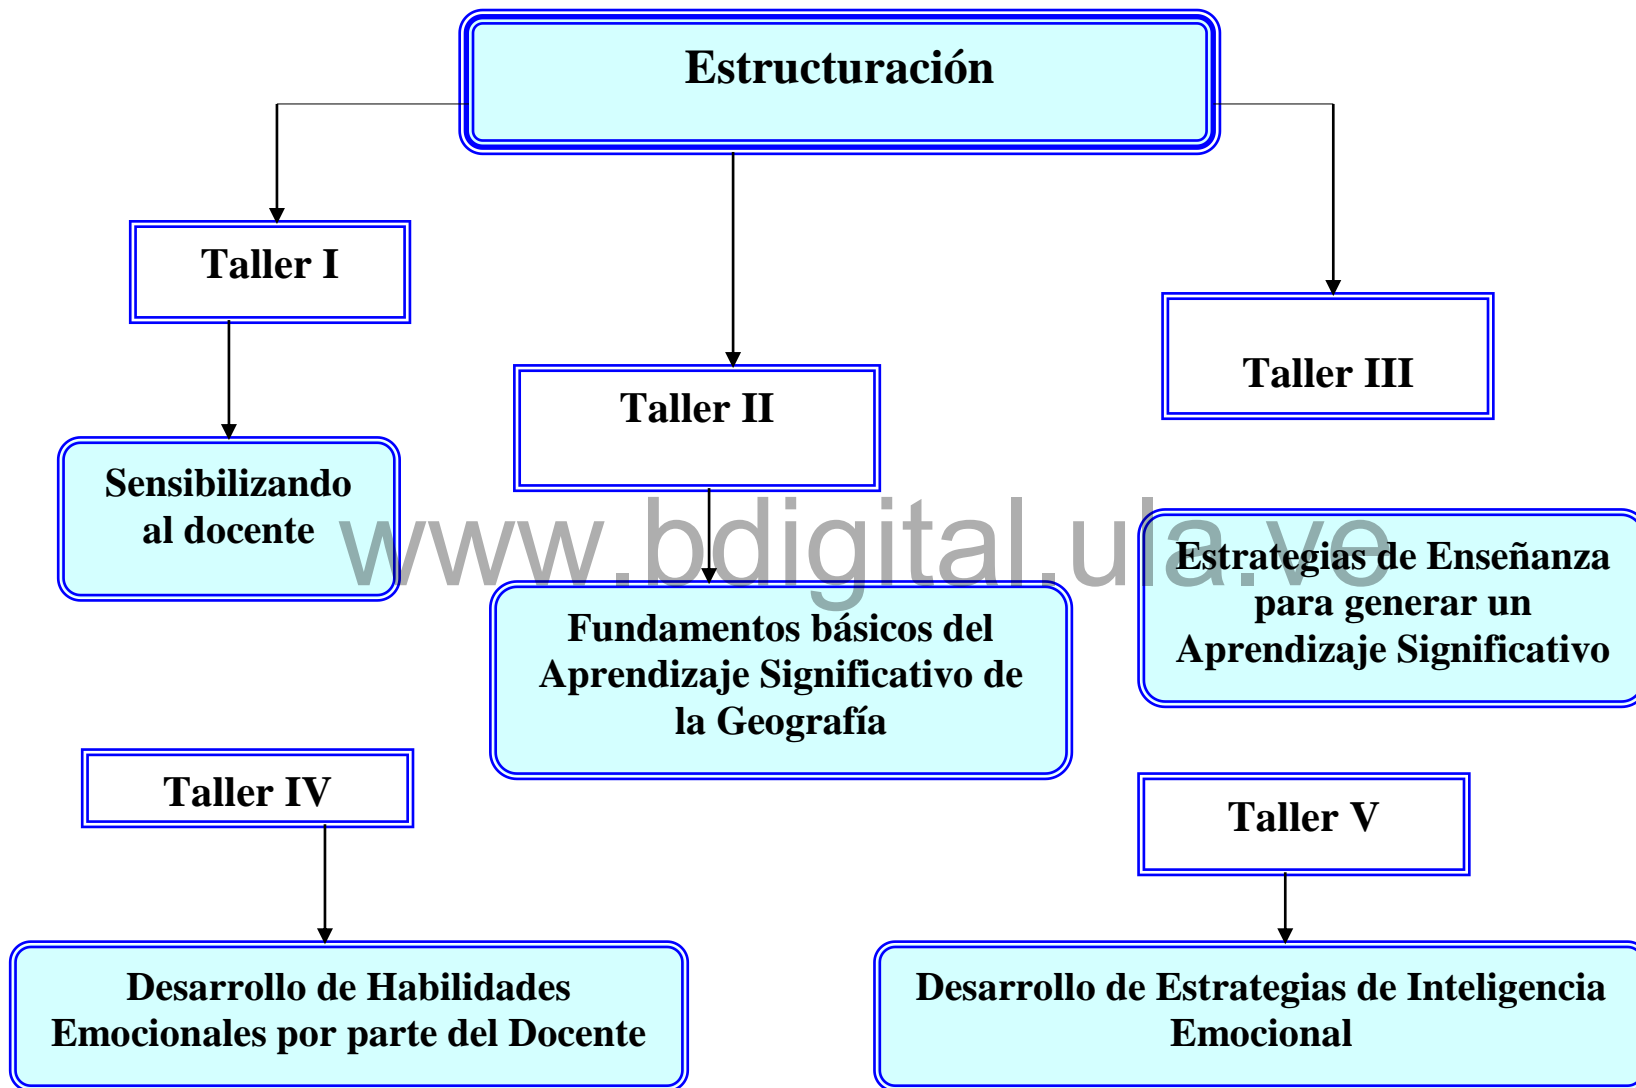 Estructuración
Taller I
Taller II
Taller III
Sensibilizando
al docente
www.bdigital.ula.ve
Fundamentos básicos del
Aprendizaje Significativo de
la Geografía
Estrategias de Enseñanza
para generar un
Aprendizaje Significativo
Taller IV
Taller V
Desarrollo de Habilidades
Emocionales por parte del Docente
Desarrollo de Estrategias de Inteligencia
Emocional